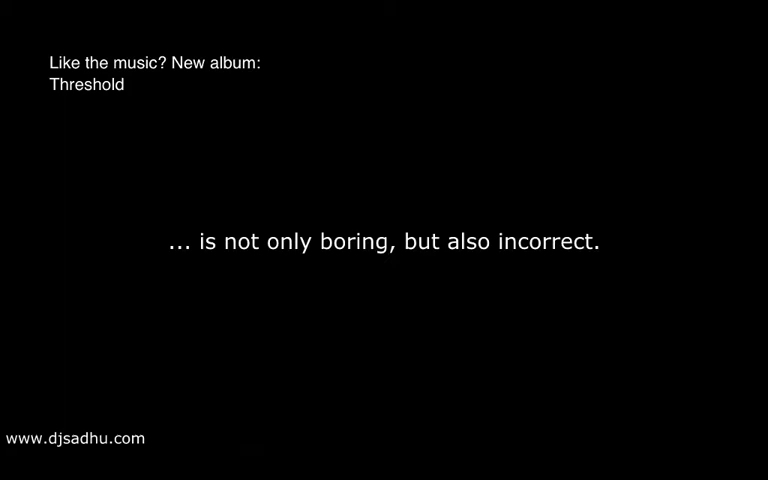 Like the music? New album:
Threshold
... is not only boring, but also incorrect.
www.djsadhu.com